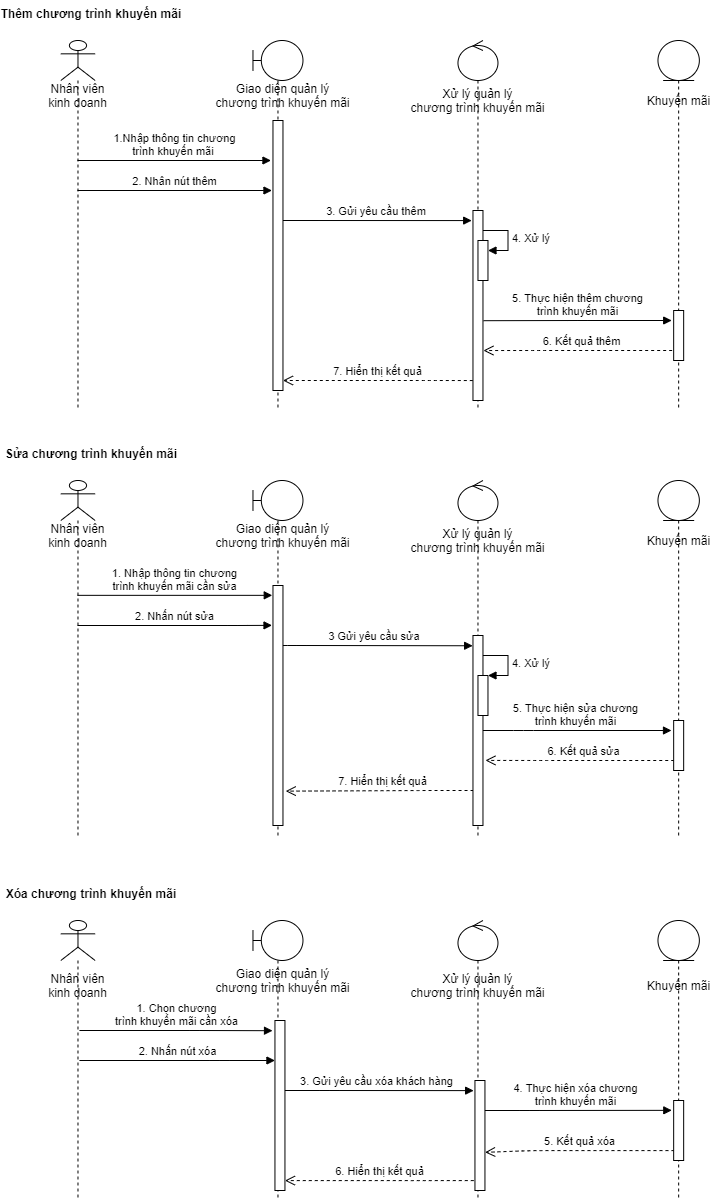 Thêm chương trình khuyến mãi
Nhân viên
kinh doanh
Giao diện quản lý
chương trình khuyến mãi
Xử lý quản lý
chương trình khuyến mãi
Khuyến mãi
1.Nhập thông tin chương
trình khuyến mãi
2. Nhấn nút thêm
3. Gửi yêu cầu thêm
4. Xử lý
5. Thực hiện thêm chương
trình khuyến mãi
6. Kết quả thêm
7. Hiển thị kết quả
Sửa chương trình khuyến mãi
Nhân viên
kinh doanh
Giao diện quản lý
chương trình khuyến mãi
Xử lý quản lý
chương trình khuyến mãi
Khuyến mãi
1. Nhập thông tin chương
trình khuyến mãi cần sửa
2. Nhấn nút sửa
3 Gửi yêu cầu sửa
4. Xử lý
5. Thực hiện sửa chương
trình khuyến mãi
6. Kết quả sửa
7. Hiển thị kết quả
Xóa chương trình khuyến mãi
Nhân viên
kinh doanh
Giao diện quản lý
chương trình khuyến mãi
Xử lý quản lý
chương trình khuyến mãi
Khuyến mãi
1. Chọn chương
trình khuyến mãi cần xóa
2. Nhấn nút xóa
3. Gửi yêu cầu xóa khách hàng
4. Thực hiện xóa chương
trình khuyến mãi
5. Kết quả xóa
6. Hiển thị kết quả